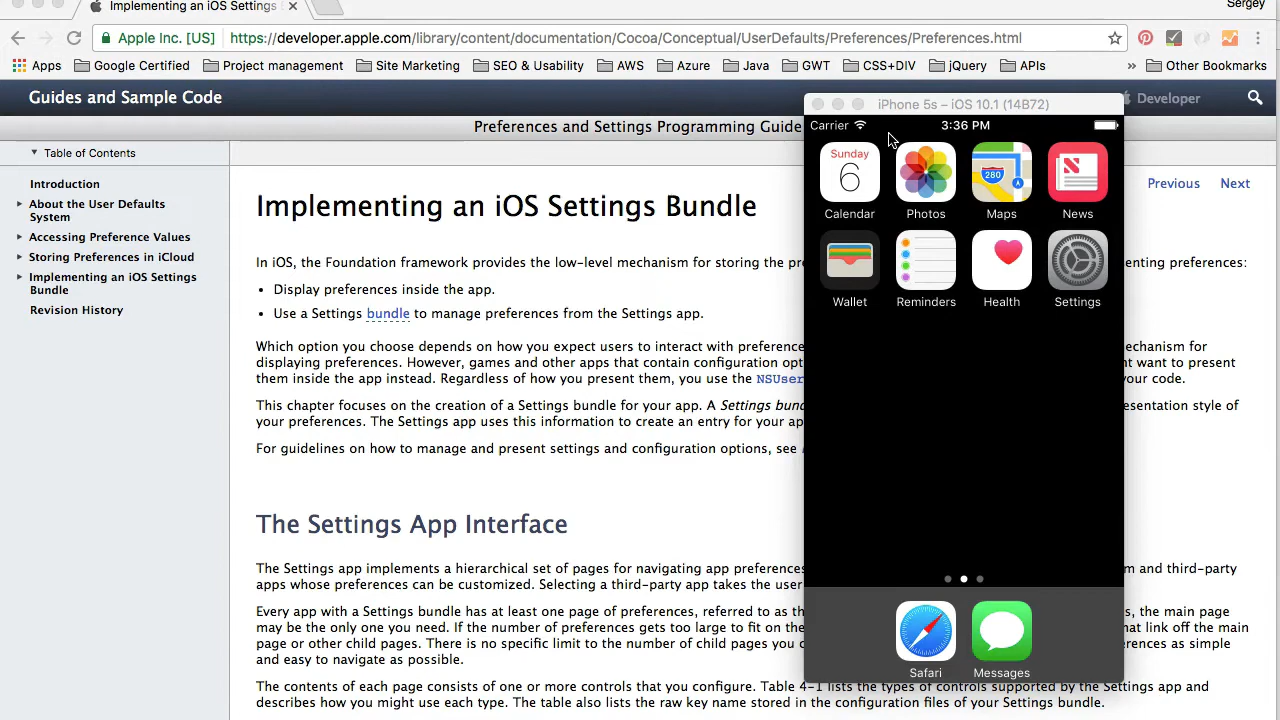 Sergey
Implementing an iOS Settings
Apple Inc. [US]
https://developer.apple.com/library/content/documentation/Cocoa/Conceptual/UserDefaults/Preferences/Preferences.html
Apps Google Certified Project management Site Marketing SEO & Usability AWS Azure Java GWT CSS+DIV jQuery APIs » Other Bookmarks
Guides and Sample Code
Developer
Preferences and Settings Programming Guide
Table of Contents
Introduction
About the User Defaults
System
Accessing Preference Values
Storing Preferences in iCloud
Implementing an iOS Settings
Bundle
Revision History
Previous Next
Implementing an iOS Settings Bundle
In iOS, the Foundation framework provides the low-level mechanism for storing the pre
enting preferences:
• Display preferences inside the app.
• Use a Settings bundle to manage preferences from the Settings app.
Which option you choose depends on how you expect users to interact with preference
echanism for
displaying preferences. However, games and other apps that contain configuration opt
nt want to present
them inside the app instead. Regardless of how you present them, you use the NSUser
your code.
This chapter focuses on the creation of a Settings bundle for your app. A Settings bund
esentation style of
your preferences. The Settings app uses this information to create an entry for your ap
For guidelines on how to manage and present settings and configuration options, see
The Settings App Interface
The Settings app implements a hierarchical set of pages for navigating app preferences
m and third-party
apps whose preferences can be customized. Selecting a third-party app takes the user
Every app with a Settings bundle has at least one page of preferences, referred to as th
s, the main page
may be the only one you need. If the number of preferences gets too large to fit on the
hat link off the main
page or other child pages. There is no specific limit to the number of child pages you c
erences as simple
and easy to navigate as possible.
The contents of each page consists of one or more controls that you configure. Table 4-1 lists the types of controls supported by the Settings app and
describes how you might use each type. The table also lists the raw key name stored in the configuration files of your Settings bundle.
iPhone 5s – iOS 10.1 (14B72)
Carrier 3:36 PM
Sunday
6
280
Calendar Photos Maps News
Wallet Reminders Health Settings
Safari Messages